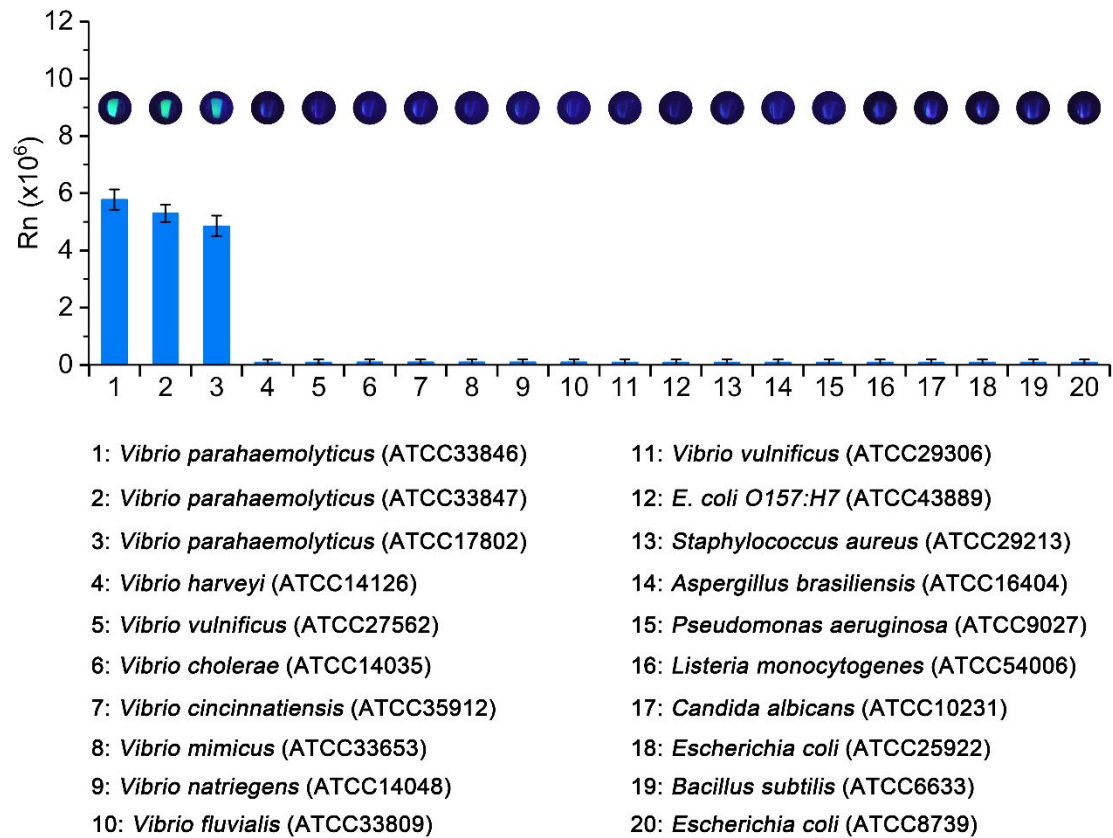 12
10
8
6
4
2
0
Rn (x10⁶)
1 2 3 4 5 6 7 8 9 10 11 12 13 14 15 16 17 18 19 20
1: Vibrio parahaemolyticus (ATCC33846)
2: Vibrio parahaemolyticus (ATCC33847)
3: Vibrio parahaemolyticus (ATCC17802)
4: Vibrio harveyi (ATCC14126)
5: Vibrio vulnificus (ATCC27562)
6: Vibrio cholerae (ATCC14035)
7: Vibrio cincinnatiensis (ATCC35912)
8: Vibrio mimicus (ATCC33653)
9: Vibrio natriegens (ATCC14048)
10: Vibrio fluvialis (ATCC33809)
11: Vibrio vulnificus (ATCC29306)
12: E. coli O157:H7 (ATCC43889)
13: Staphylococcus aureus (ATCC29213)
14: Aspergillus brasiliensis (ATCC16404)
15: Pseudomonas aeruginosa (ATCC9027)
16: Listeria monocytogenes (ATCC54006)
17: Candida albicans (ATCC10231)
18: Escherichia coli (ATCC25922)
19: Bacillus subtilis (ATCC6633)
20: Escherichia coli (ATCC8739)